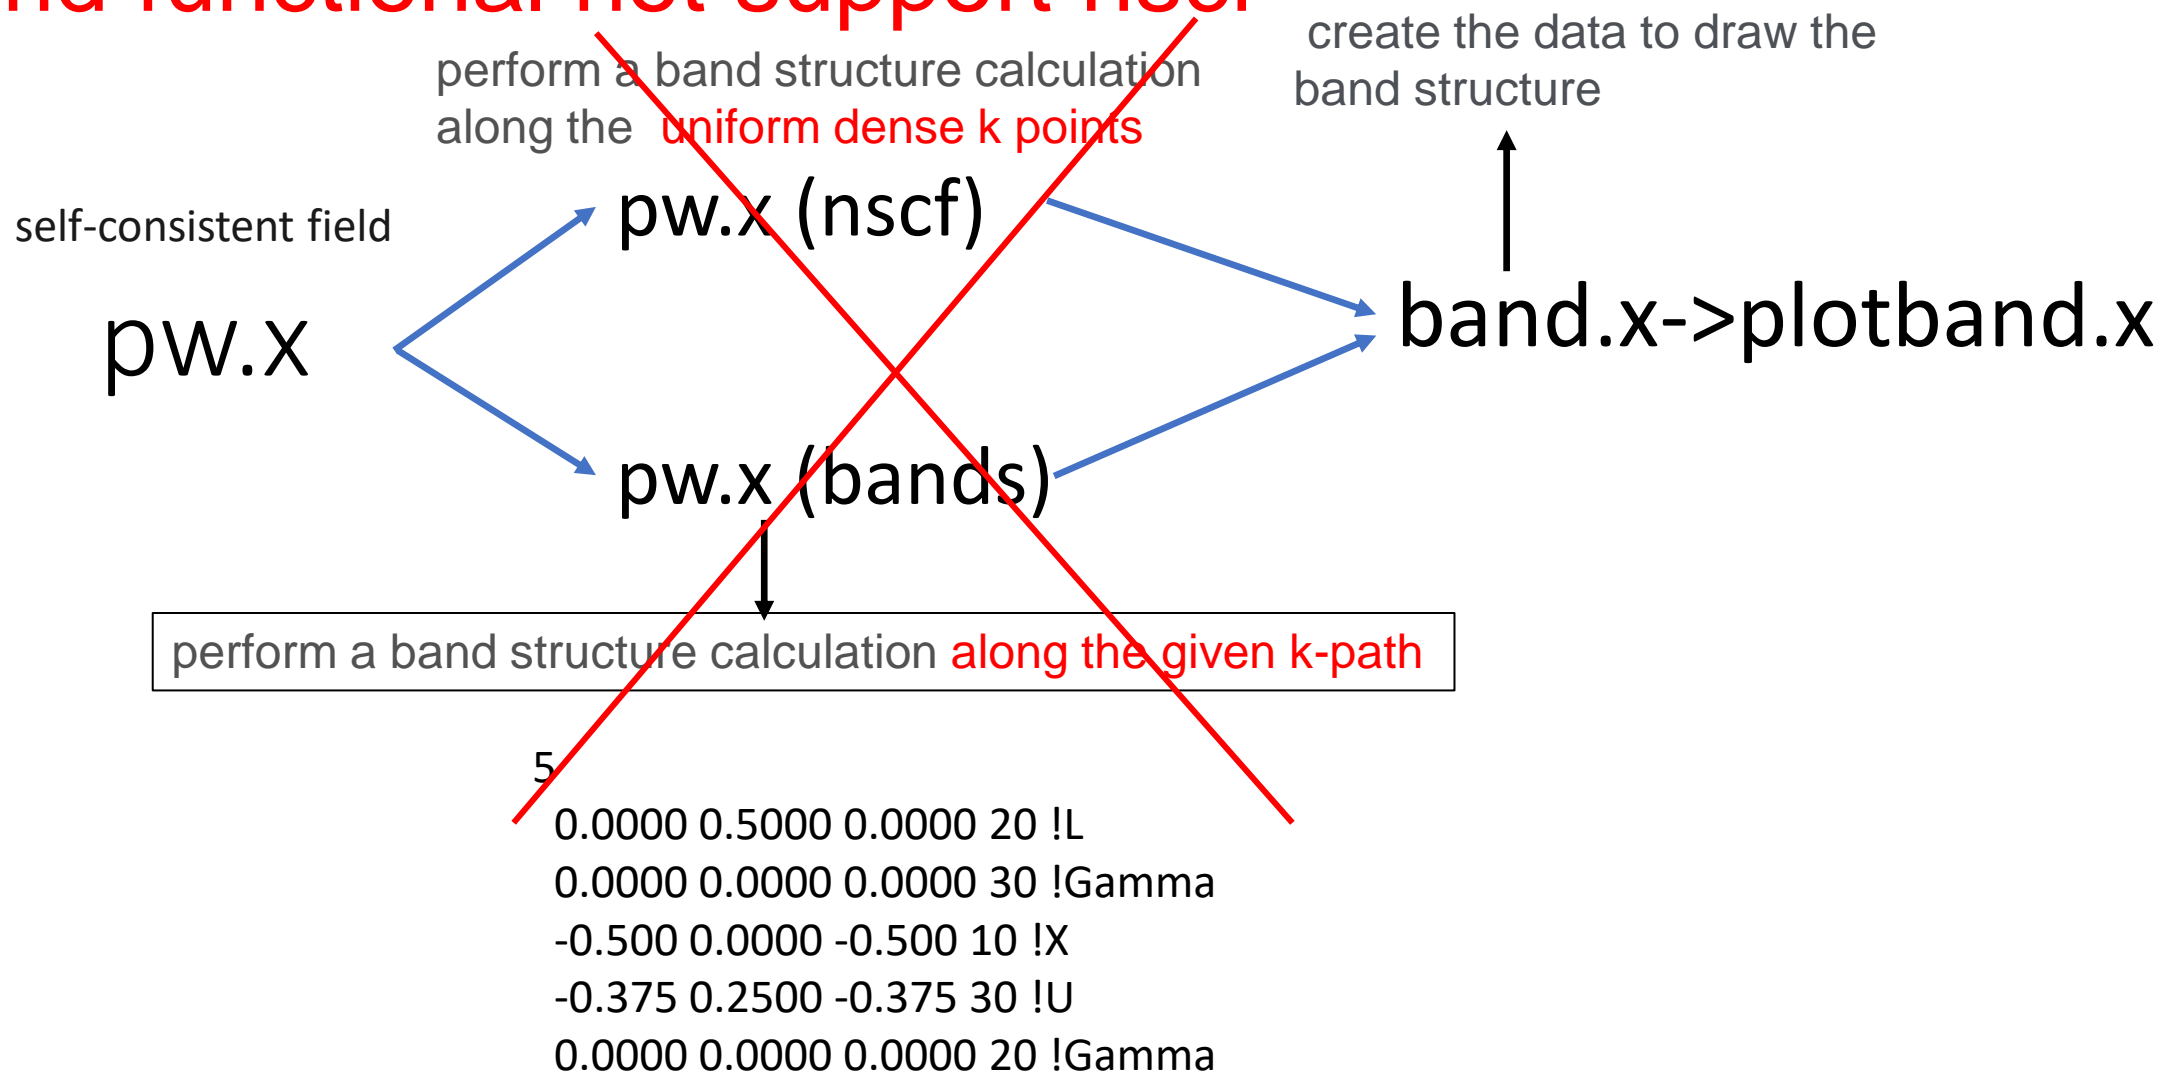 functional not support
perform a band structure calculation
along the uniform dense k points
create the data to draw the
band structure
self-consistent field
pw.x (nscf)
pw.x
band.x->plotband.x
pw.x (bands)
perform a band structure calculation along the given k-path
5
0.0000 0.5000 0.0000 20 !L
0.0000 0.0000 0.0000 30 !Gamma
-0.500 0.0000 -0.500 10 !X
-0.375 0.2500 -0.375 30 !U
0.0000 0.0000 0.0000 20 !Gamma